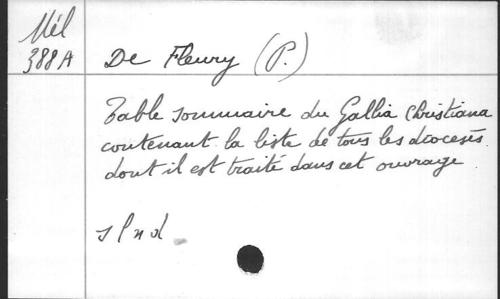 Mél
388A De Fleury (P.)
Table sommaire du Gallia Christiana
contenant la liste de tous les diocèses
dont il est traité dans cet ouvrage.
s l n d